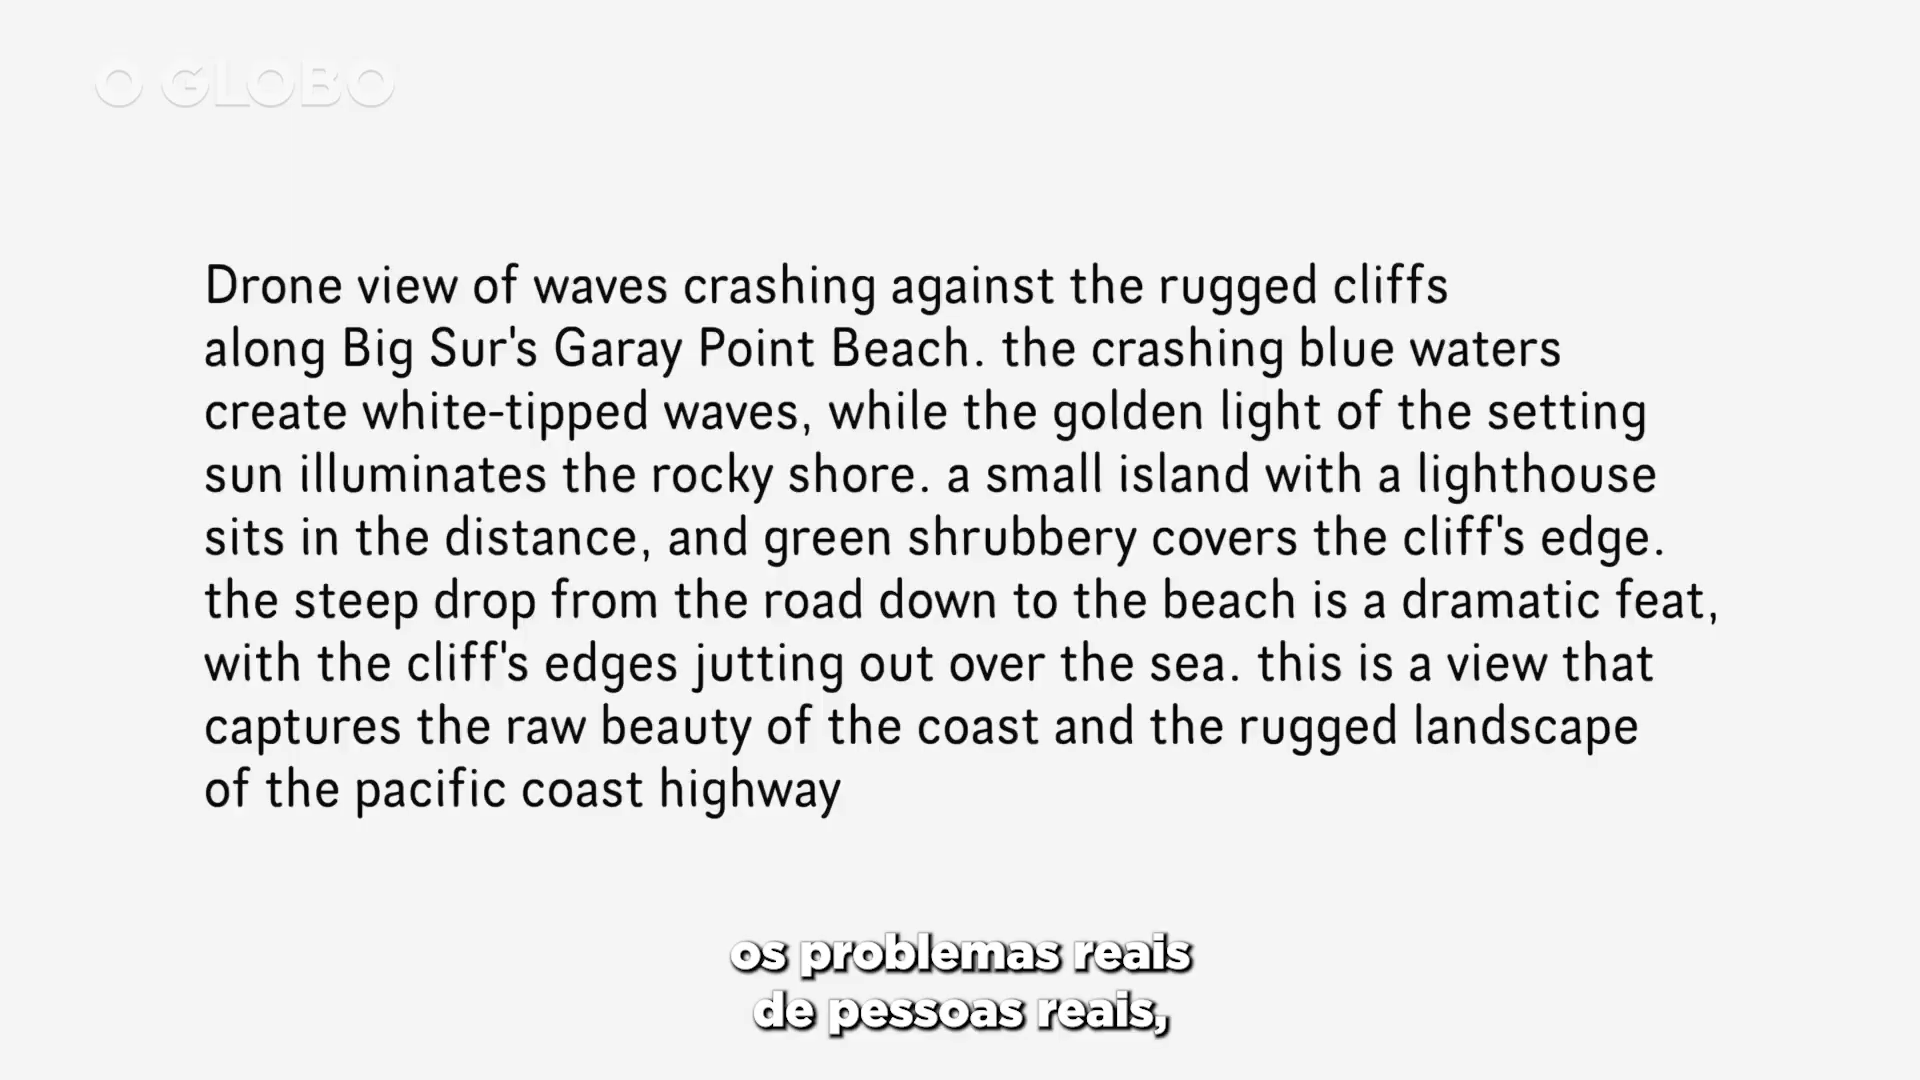 O GLOBO
Drone view of waves crashing against the rugged cliffs
along Big Sur's Garay Point Beach. the crashing blue waters
create white-tipped waves, while the golden light of the setting
sun illuminates the rocky shore. a small island with a lighthouse
sits in the distance, and green shrubbery covers the cliff's edge.
the steep drop from the road down to the beach is a dramatic feat,
with the cliff's edges jutting out over the sea. this is a view that
captures the raw beauty of the coast and the rugged landscape
of the pacific coast highway
os problemas reais
de pessoas reais,